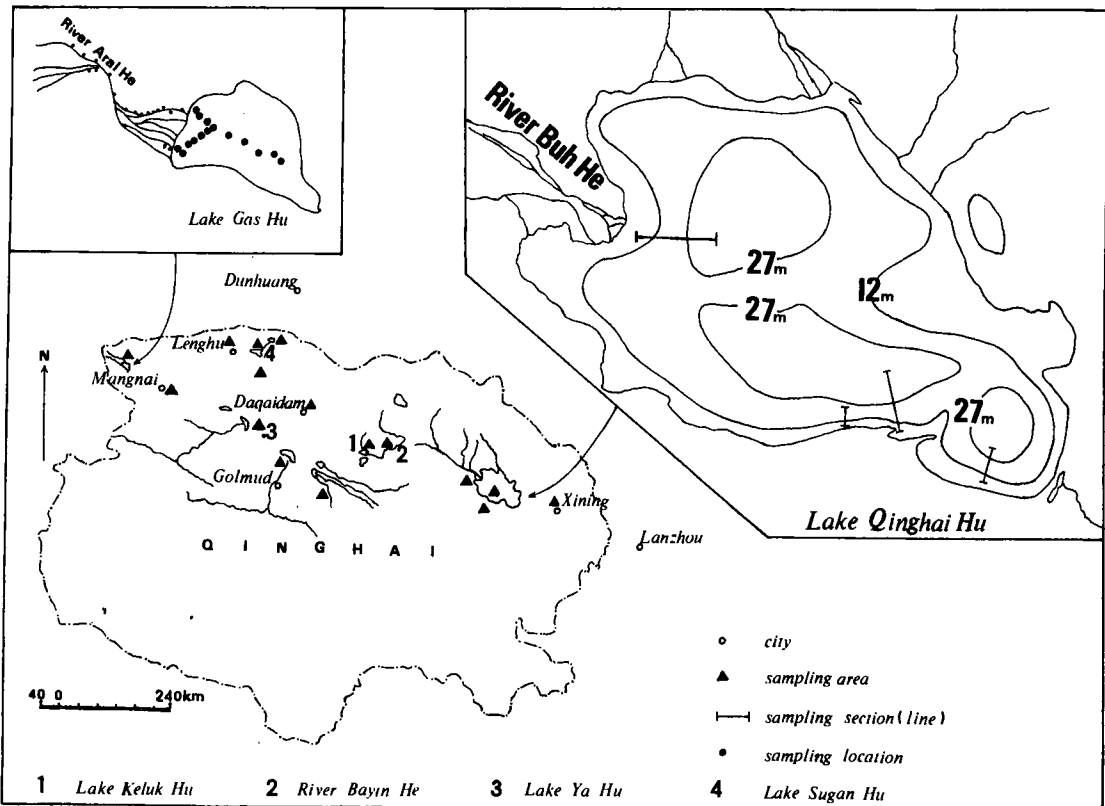 River Aral He
Lake Gas Hu
River Buh He
27m
27m
12m
27m
Lake Qinghai Hu
Dunhuang
N
Lenghu
4
Mangnai
Daqaidam
3
1
2
Golmud
Xining
Lanzhou
QINGHAI
40 0 240km
city
sampling area
sampling section (line)
sampling location
1 Lake Keluk Hu 2 River Bayin He 3 Lake Ya Hu 4 Lake Sugan Hu